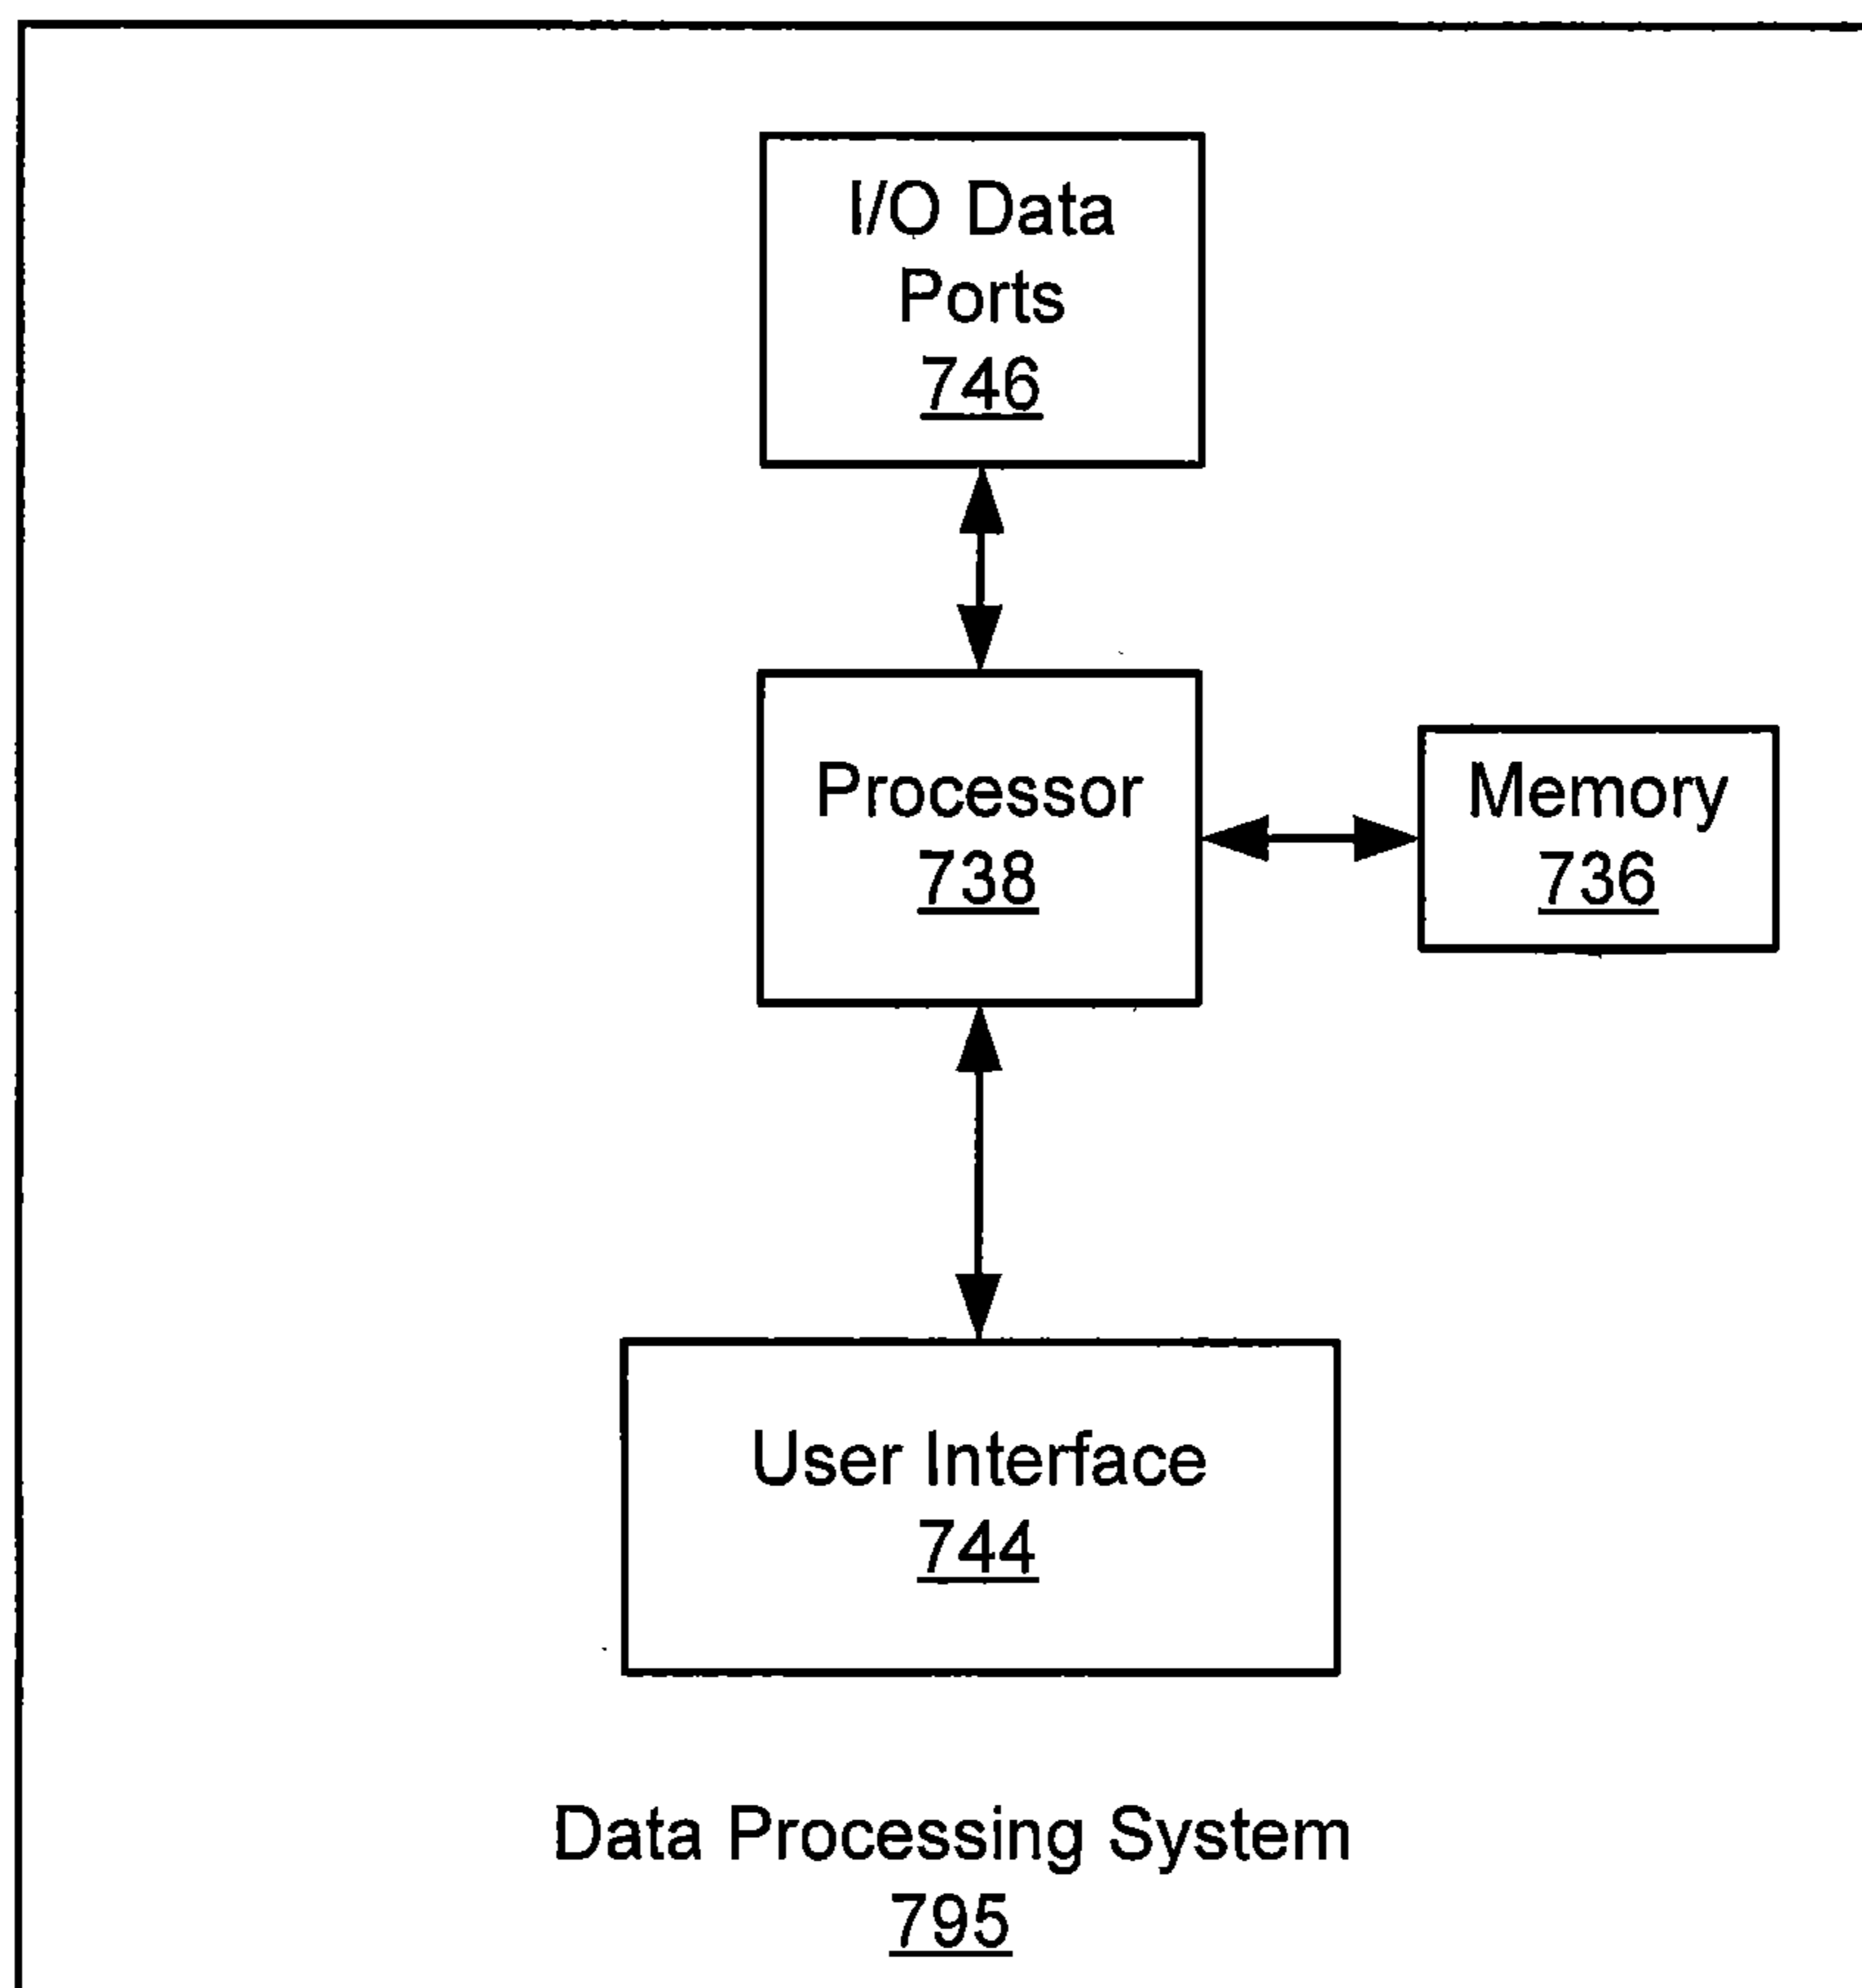 I/O Data
Ports
746
Processor
738
Memory
736
User Interface
744
Data Processing System
795